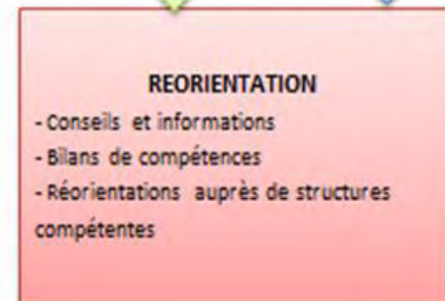 REORIENTATION
- Conseils et informations
- Bilans de compétences
- Réorientations auprès de structures
compétentes